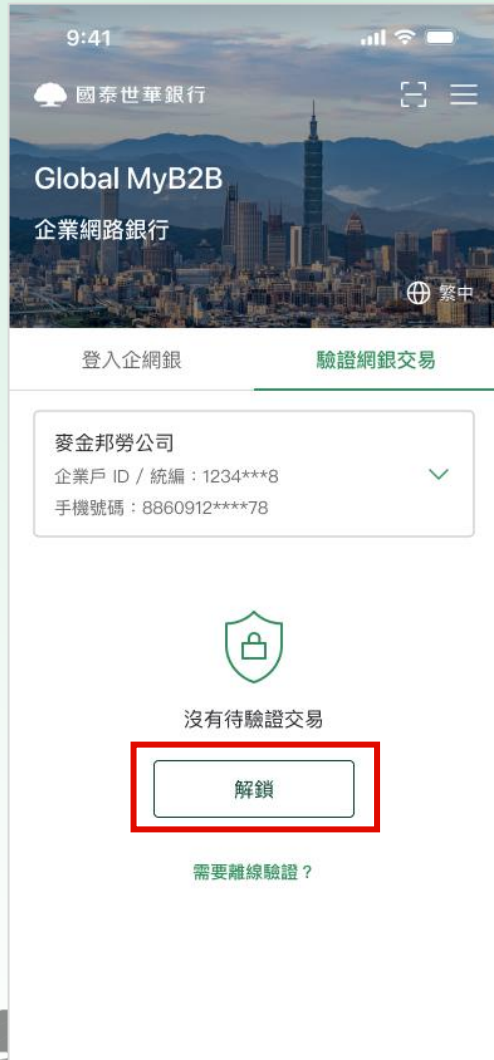 9:41
國泰世華銀行
Global MyB2B
企業網路銀行
繁中
登入企網銀 驗證網銀交易
麥金邦勞公司
企業戶 ID / 統編：1234***8
手機號碼：8860912****78
沒有待驗證交易
解鎖
需要離線驗證？